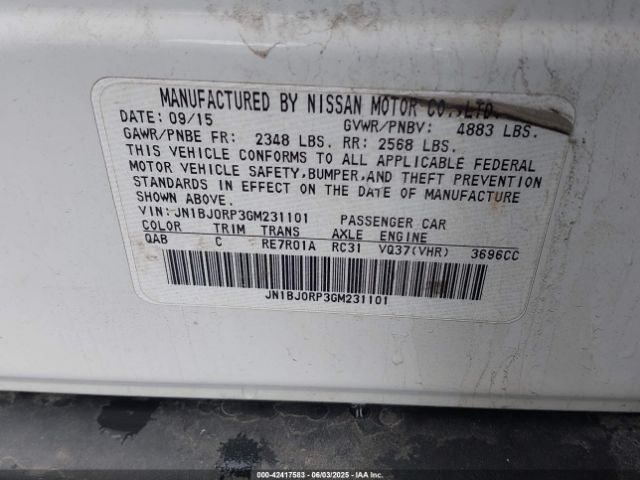 MANUFACTURED BY NISSAN MOTOR CO.,LTD.
DATE: 09/15 GVWR/PNBV: 4883 LBS.
GAWR/PNBE FR: 2348 LBS. RR: 2568 LBS.
THIS VEHICLE CONFORMS TO ALL APPLICABLE FEDERAL
MOTOR VEHICLE SAFETY,BUMPER,AND THEFT PREVENTION
STANDARDS IN EFFECT ON THE DATE OF MANUFACTURE
SHOWN ABOVE.
VIN: JN1BJ0RP3GM231101 PASSENGER CAR
COLOR TRIM TRANS AXLE ENGINE
QAB C RE7R01A RC31 VQ37(VHR) 3696CC
JN1BJ0RP3GM231101
000-42417583 - 06/03/2025 - IAA Inc.